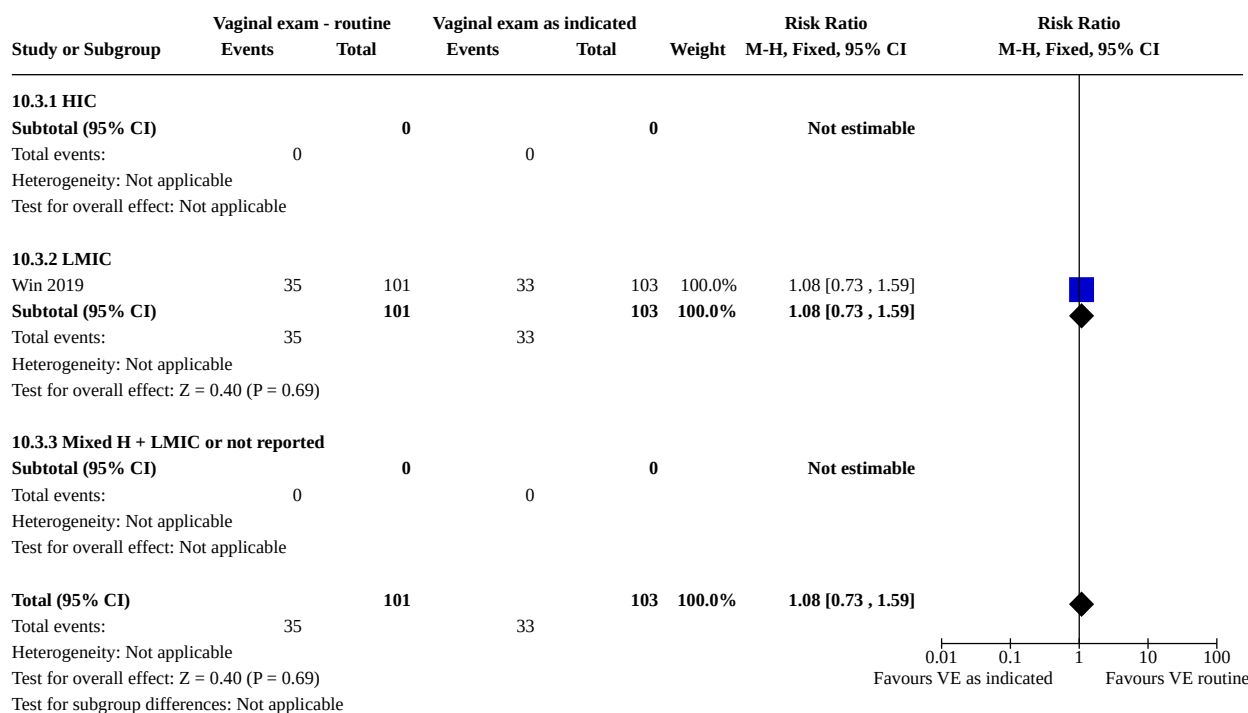 Vaginal exam - routine Vaginal exam as indicated Risk Ratio Risk Ratio
Study or Subgroup Events Total Events Total Weight M-H, Fixed, 95% CI M-H, Fixed, 95% CI
10.3.1 HIC
Subtotal (95% CI) 0 0 Not estimable
Total events: 0 0
Heterogeneity: Not applicable
Test for overall effect: Not applicable
10.3.2 LMIC
Win 2019 35 101 33 103 100.0% 1.08 [0.73 , 1.59]
Subtotal (95% CI) 101 103 100.0% 1.08 [0.73 , 1.59]
Total events: 35 33
Heterogeneity: Not applicable
Test for overall effect: Z = 0.40 (P = 0.69)
10.3.3 Mixed H + LMIC or not reported
Subtotal (95% CI) 0 0 Not estimable
Total events: 0 0
Heterogeneity: Not applicable
Test for overall effect: Not applicable
Total (95% CI) 101 103 100.0% 1.08 [0.73 , 1.59]
Total events: 35 33
Heterogeneity: Not applicable 0.01 0.1 1 10 100
Test for overall effect: Z = 0.40 (P = 0.69) Favours VE as indicated Favours VE routine
Test for subgroup differences: Not applicable